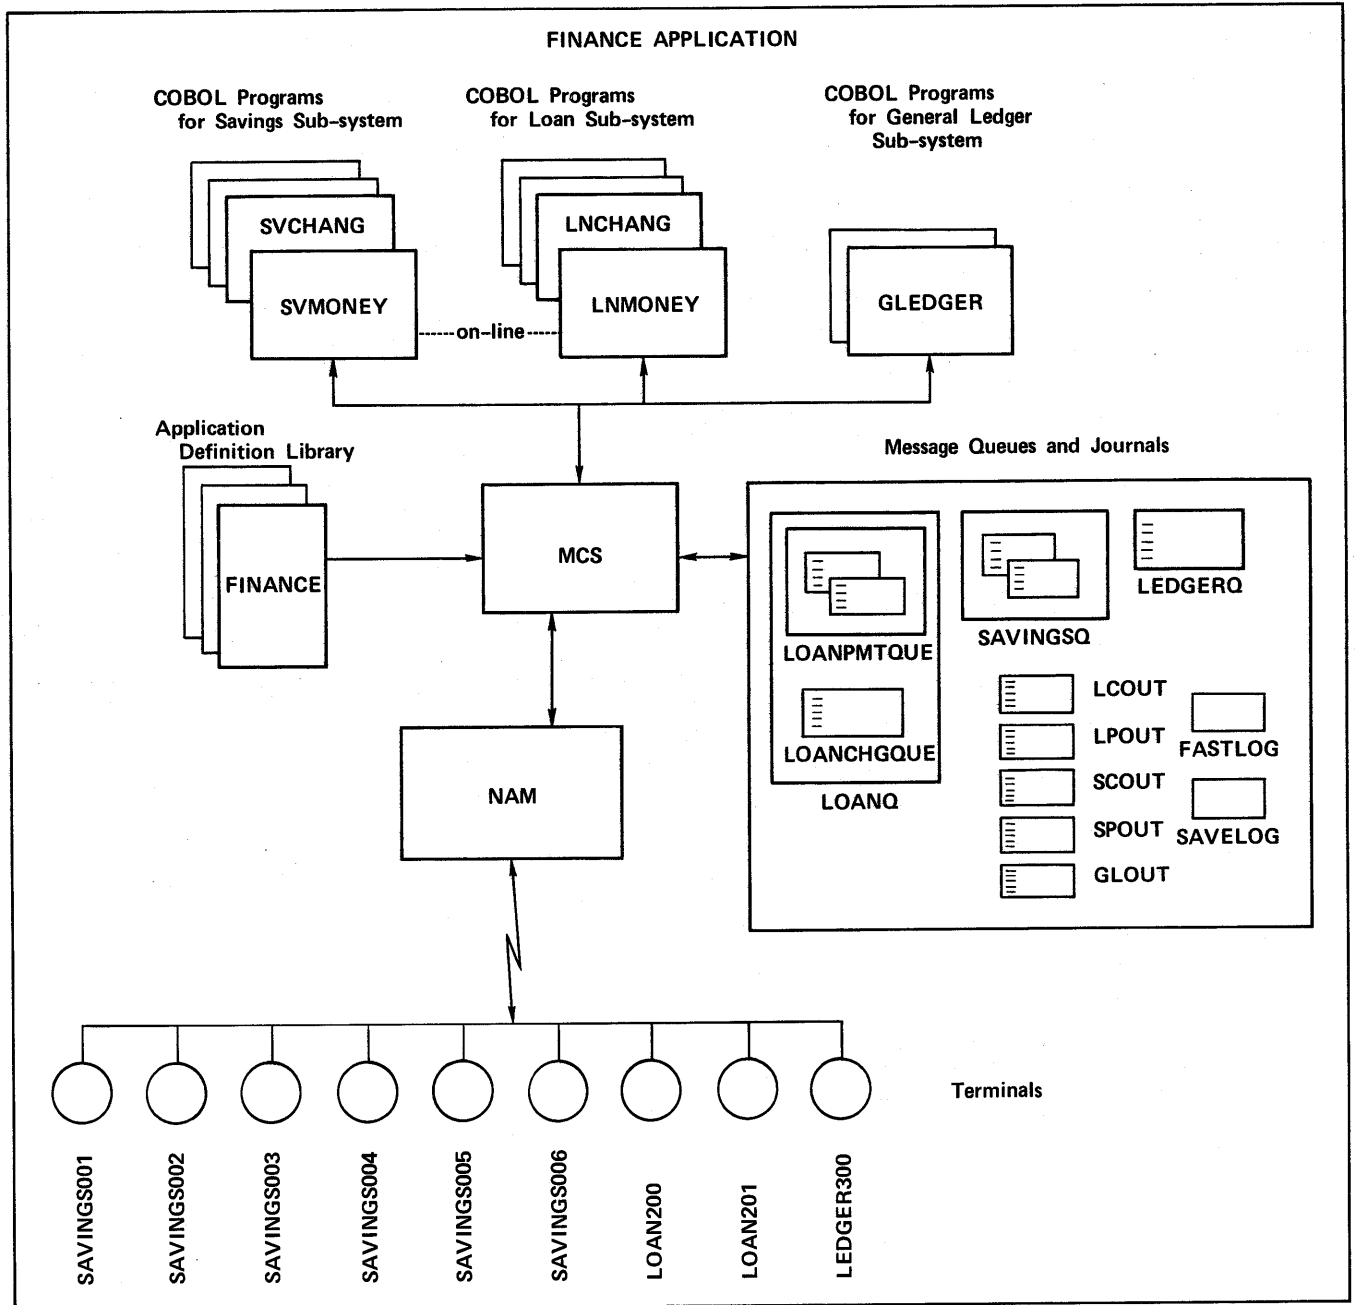 FINANCE APPLICATION
COBOL Programs
for Savings Sub-system
COBOL Programs
for Loan Sub-system
COBOL Programs
for General Ledger
Sub-system
SVCHANG
SVMONEY
LNCHANG
LNMONEY
GLEDGER
on-line
Application
Definition Library
FINANCE
MCS
NAM
Message Queues and Journals
LOANPMTQUE
LOANCHGQUE
LOANQ
SAVINGSQ
LEDGERQ
LCOUT
LPOUT
SCOUT
SPOUT
GLOUT
FASTLOG
SAVELOG
Terminals
SAVINGS001
SAVINGS002
SAVINGS003
SAVINGS004
SAVINGS005
SAVINGS006
LOAN200
LOAN201
LEDGER300